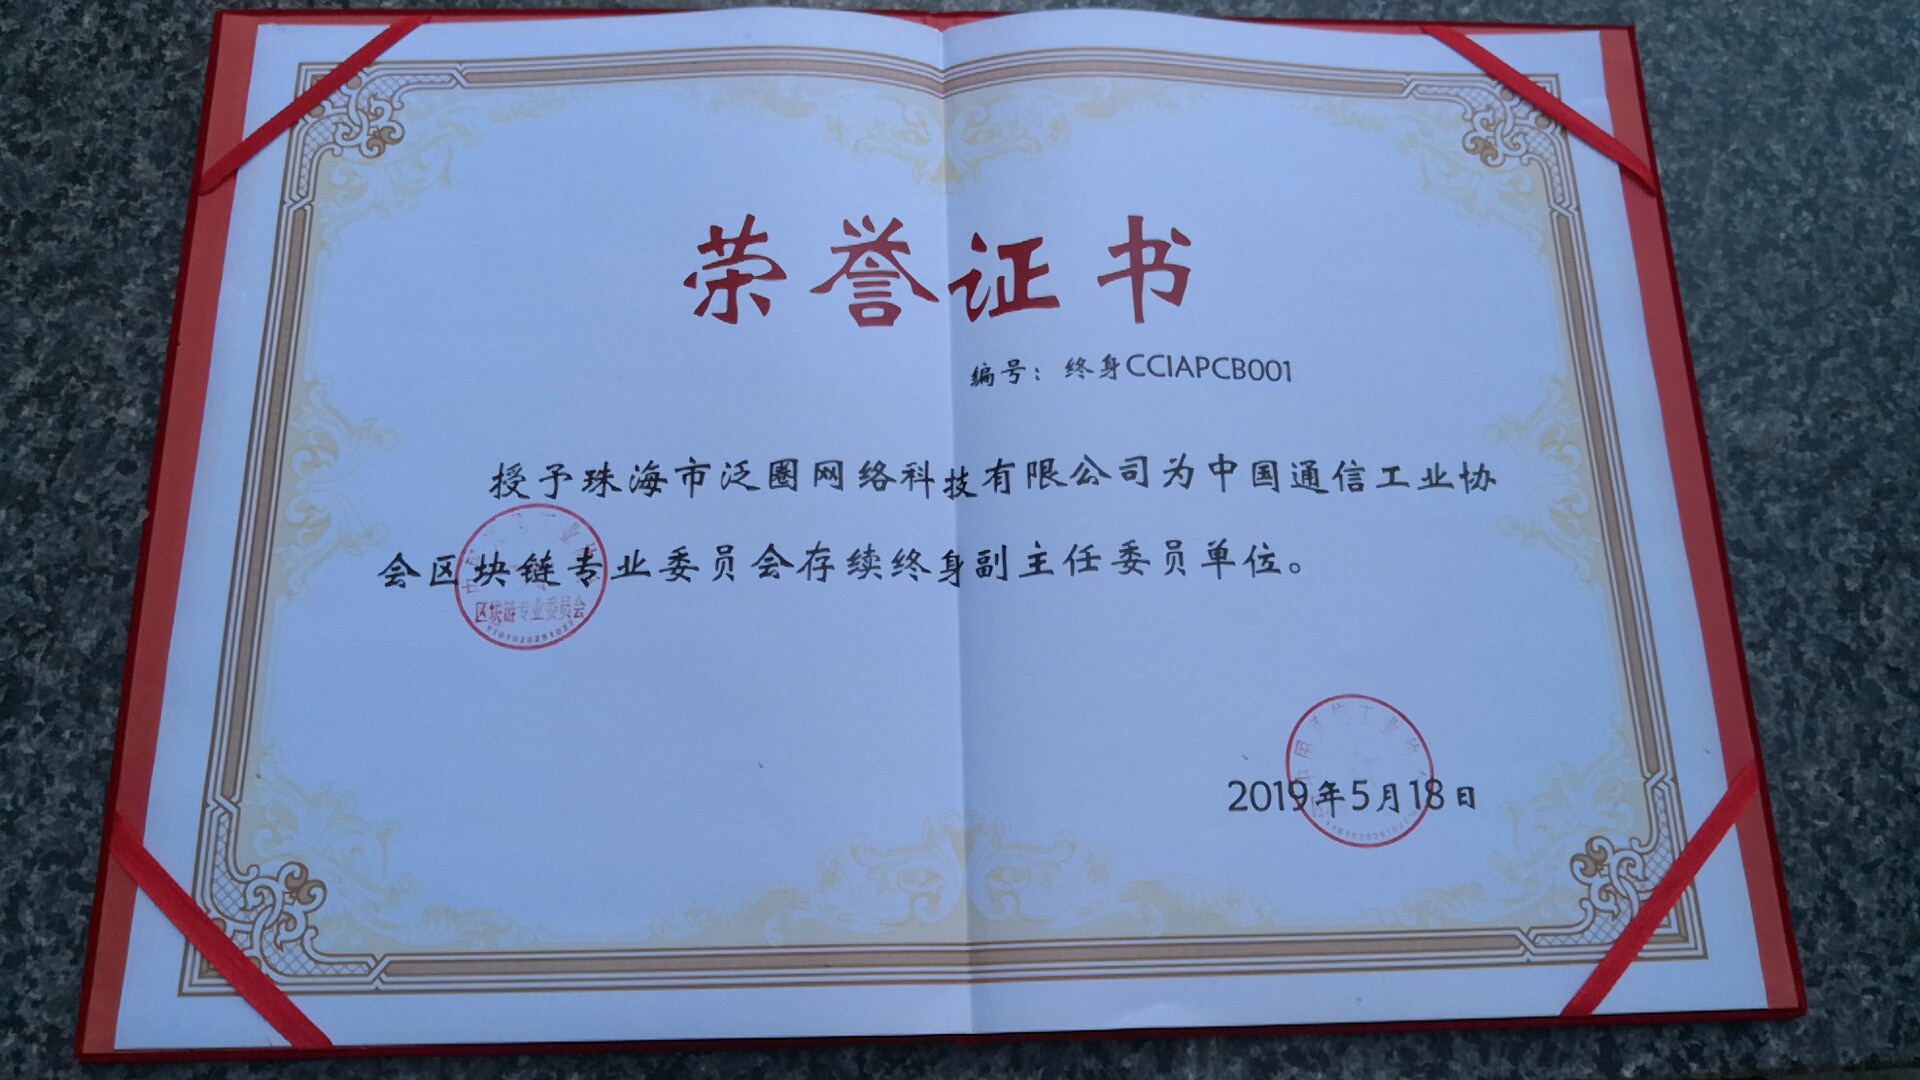 荣誉证书
编号：终身CCIAPCB001
授予珠海市泛圈网络科技有限公司为中国通信工业协
会区块链专业委员会存续终身副主任委员单位。
区块链专业委员会
2019年5月18日